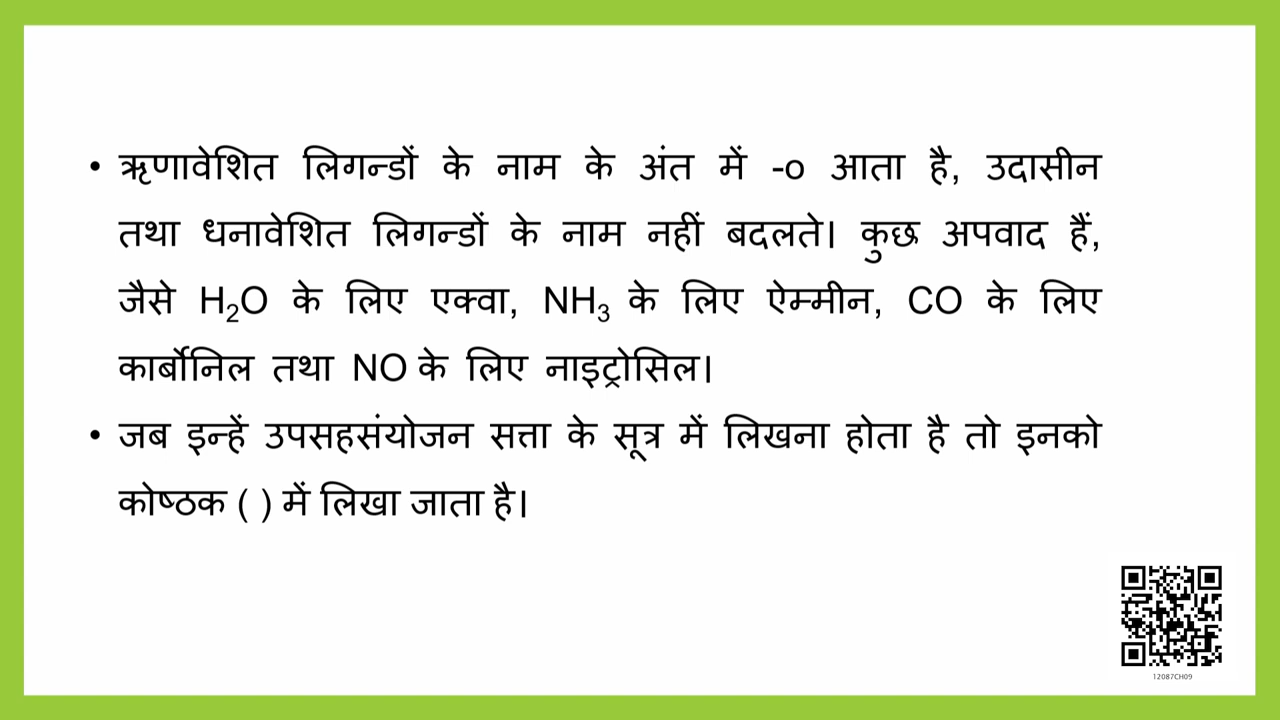 • ऋणावेशित लिगन्डों के नाम के अंत में -o आता है, उदासीन
तथा धनावेशित लिगन्डों के नाम नहीं बदलते। कुछ अपवाद हैं,
जैसे H₂O के लिए एक्वा, NH₃ के लिए ऐम्मीन, CO के लिए
कार्बोनिल तथा NO के लिए नाइट्रोसिल।
• जब इन्हें उपसहसंयोजन सत्ता के सूत्र में लिखना होता है तो इनको
कोष्ठक ( ) में लिखा जाता है।
12087CH09